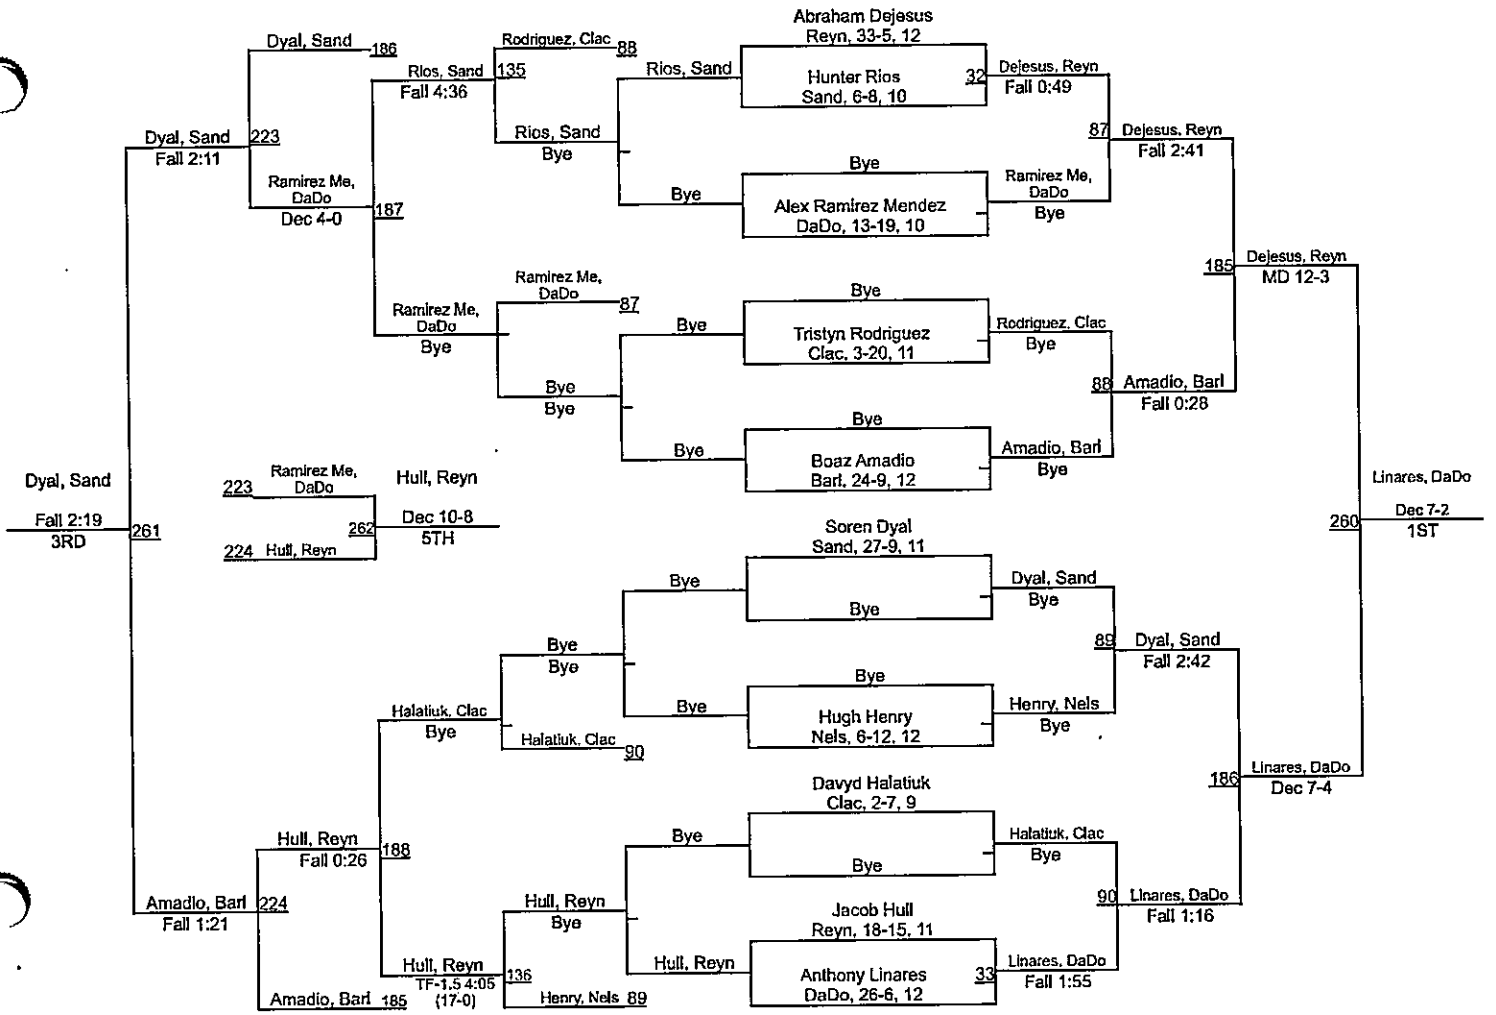 Abraham Dejesus
Reyn, 33-5, 12
Dyal, Sand
186
Rodriguez, Clac
88
Rios, Sand
135
Fall 4:36
Rios, Sand
Hunter Rios
Sand, 6-8, 10
32
Dejesus, Reyn
Fall 0:49
Dyal, Sand
223
Fall 2:11
Rios, Sand
Bye
87
Dejesus, Reyn
Fall 2:41
Ramirez Me,
DaDo
Dec 4-0
187
Bye
Bye
Alex Ramirez Mendez
DaDo, 13-19, 10
Ramirez Me,
DaDo
Bye
185
Dejesus, Reyn
MD 12-3
Ramirez Me,
DaDo
87
Ramirez Me,
DaDo
Bye
Bye
Bye
Tristyn Rodriguez
Clac, 3-20, 11
Rodriguez, Clac
Bye
Bye
Bye
88
Amadio, Barl
Fall 0:28
Bye
Bye
Boaz Amadio
Barl, 24-9, 12
Amadio, Barl
Bye
Dyal, Sand
Fall 2:19
3RD
261
223
Ramirez Me,
DaDo
262
224
Hull, Reyn
Hull, Reyn
Dec 10-8
5TH
Linares, DaDo
260
Dec 7-2
1ST
Soren Dyal
Sand, 27-9, 11
Bye
Bye
Dyal, Sand
Bye
Bye
Bye
89
Dyal, Sand
Fall 2:42
Bye
Bye
Hugh Henry
Nels, 6-12, 12
Henry, Nels
Bye
Halatiuk, Clac
Bye
Halatiuk, Clac
90
186
Linares, DaDo
Dec 7-4
Davyd Halatiuk
Clac, 2-7, 9
Bye
Bye
Halatiuk, Clac
Bye
Hull, Reyn
Fall 0:26
188
Amadio, Barl
Fall 1:21
224
Hull, Reyn
Bye
90
Linares, DaDo
Fall 1:16
Jacob Hull
Reyn, 18-15, 11
Hull, Reyn
Anthony Linares
DaDo, 26-6, 12
33
Linares, DaDo
Fall 1:55
Hull, Reyn
TF-1.5 4:05
(17-0)
136
Amadio, Barl
185
Henry, Nels
89